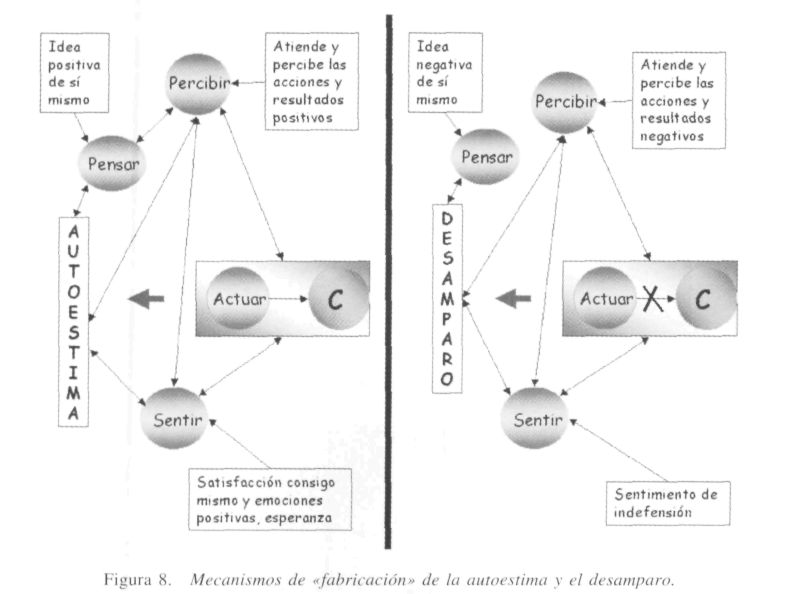 Idea
positiva
de sí
mismo
Percibir
Atiende y
percibe las
acciones y
resultados
positivos
Pensar
AUTOESTIMA
Actuar
C
Sentir
Satisfacción consigo
mismo y emociones
positivas, esperanza
Idea
negativa
de sí
mismo
Percibir
Atiende y
percibe las
acciones y
resultados
negativos
Pensar
DESAMPARO
Actuar
X
C
Sentir
Sentimiento de
indefensión
Figura 8. Mecanismos de «fabricación» de la autoestima y el desamparo.